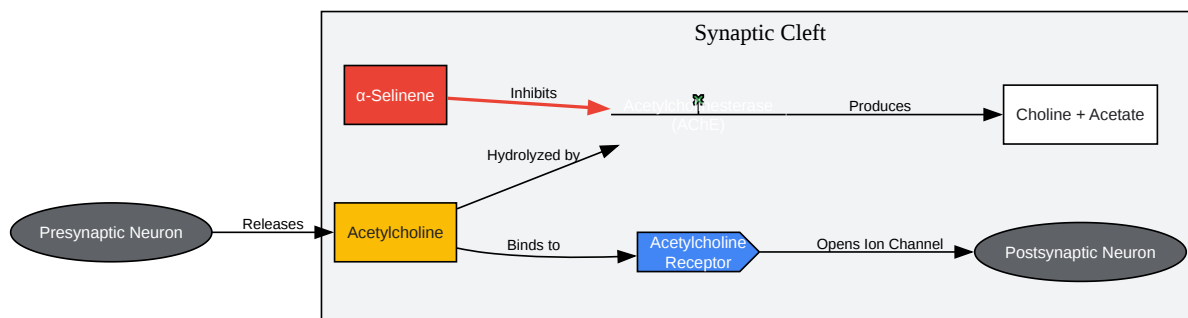 Synaptic Cleft
α-Selinene
Inhibits
Acetylcholinesterase
(AChE)
Produces
Choline + Acetate
Hydrolyzed by
Presynaptic Neuron
Releases
Acetylcholine
Binds to
Acetylcholine
Receptor
Opens Ion Channel
Postsynaptic Neuron